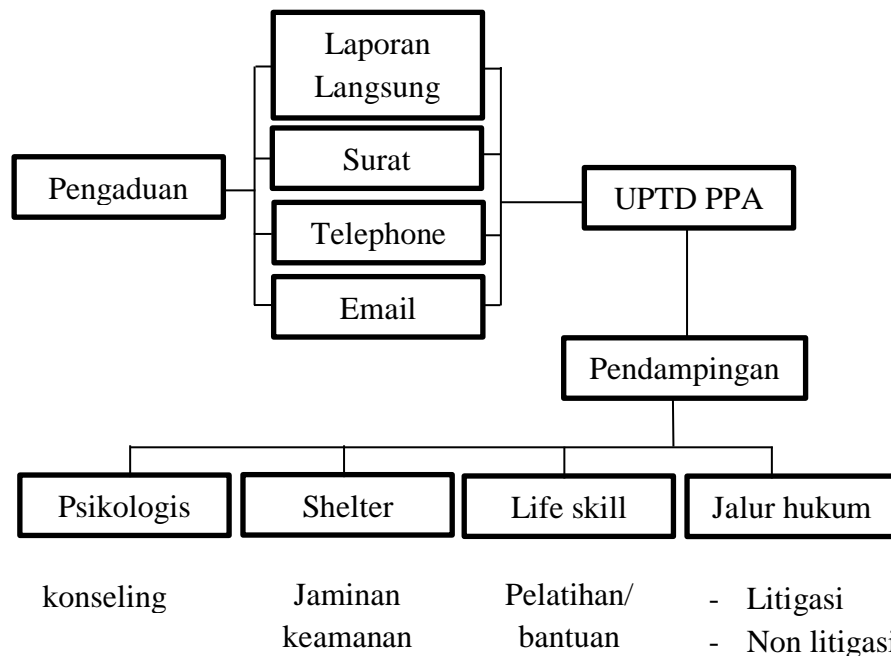 Laporan
Langsung
Surat
Pengaduan
UPTD PPA
Telephone
Email
Pendampingan
Psikologis
Shelter
Life skill
Jalur hukum
konseling
Jaminan
keamanan
Pelatihan/
bantuan
- Litigasi
- Non litigasi